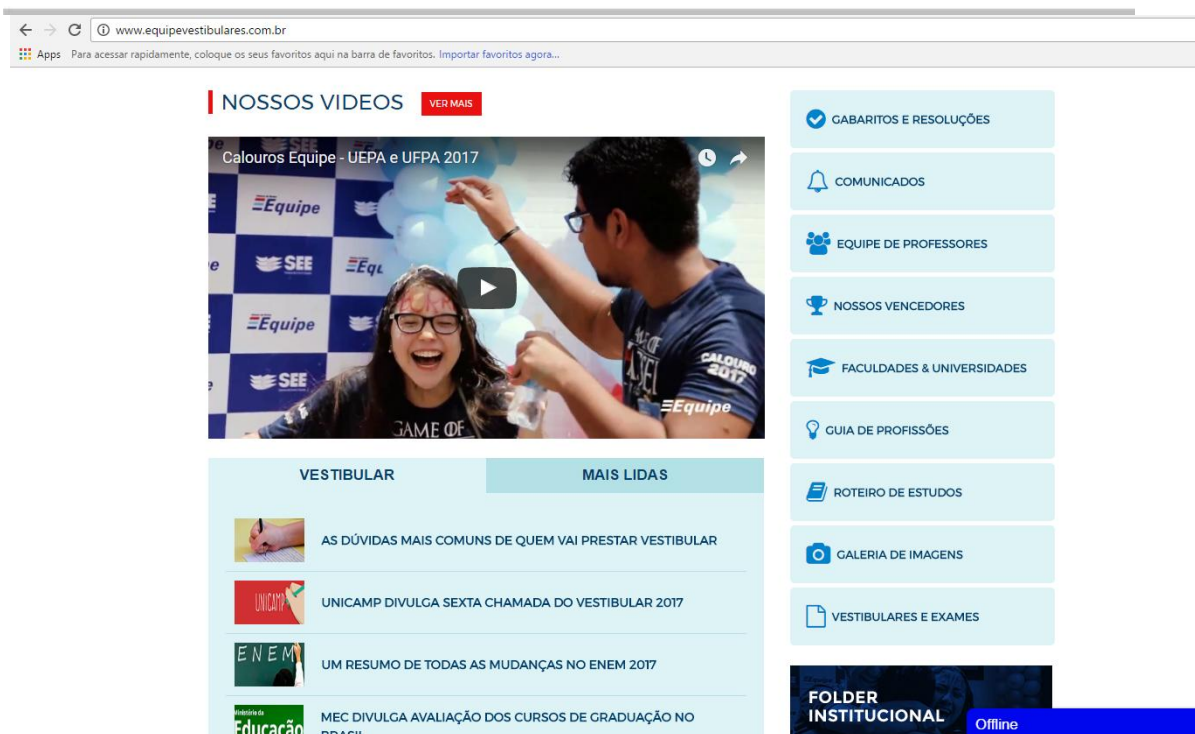 www.equipevestibulares.com.br
Apps Para acessar rapidamente, coloque os seus favoritos aqui na barra de favoritos. Importar favoritos agora...
NOSSOS VIDEOS VER MAIS
Calouros Equipe - UEPA e UFPA 2017
Equipe
SEE
Equipe
SEE
GAME OF
GAME OF
CALOURO
2017
Equipe
VESTIBULAR MAIS LIDAS
AS DÚVIDAS MAIS COMUNS DE QUEM VAI PRESTAR VESTIBULAR
UNICAMP
UNICAMP DIVULGA SEXTA CHAMADA DO VESTIBULAR 2017
ENEM
UM RESUMO DE TODAS AS MUDANÇAS NO ENEM 2017
Ministério da
Educação
MEC DIVULGA AVALIAÇÃO DOS CURSOS DE GRADUAÇÃO NO
BRASIL
GABARITOS E RESOLUÇÕES
COMUNICADOS
EQUIPE DE PROFESSORES
NOSSOS VENCEDORES
FACULDADES & UNIVERSIDADES
GUIA DE PROFISSÕES
ROTEIRO DE ESTUDOS
GALERIA DE IMAGENS
VESTIBULARES E EXAMES
FOLDER
INSTITUCIONAL
Offline